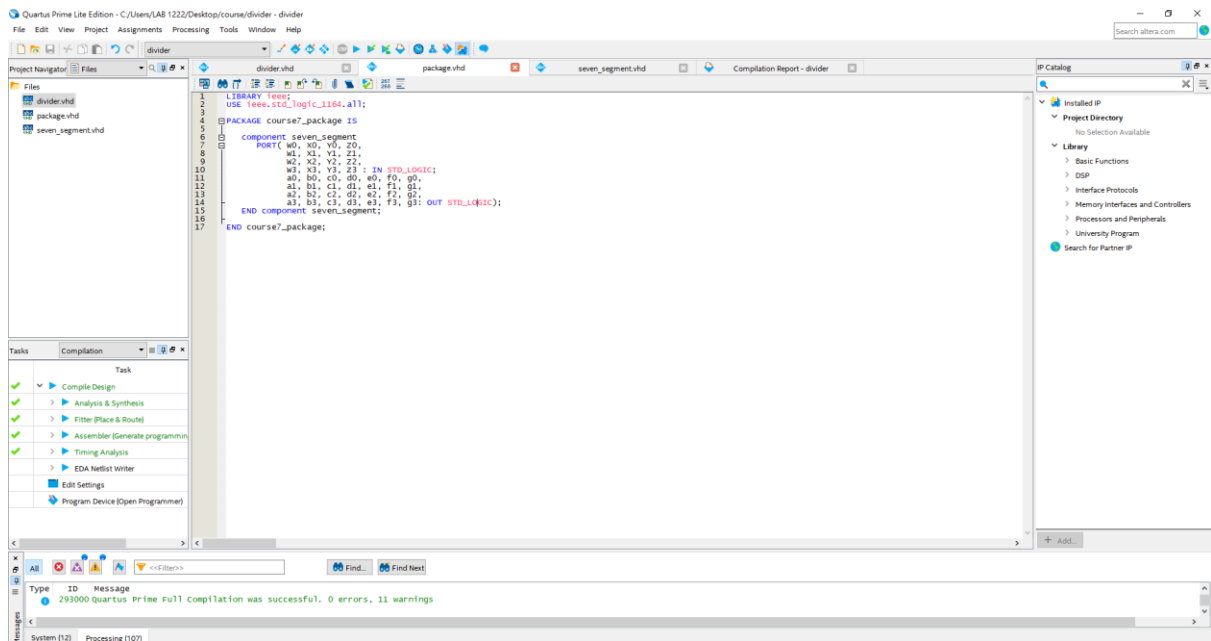 Quartus Prime Lite Edition - C:/Users/LAB 1222/Desktop/course/divider - divider
File Edit View Project Assignments Processing Tools Window Help
Search altera.com
divider
Project Navigator Files
divider.vhd package.vhd seven_segment.vhd Compilation Report - divider
IP Catalog
Files
divider.vhd
package.vhd
seven_segment.vhd
1 LIBRARY ieee;
2 USE ieee.std_logic_1164.all;
3
4 PACKAGE course7_package IS
5
6 component seven_segment
7 PORT( W0, X0, Y0, Z0,
8 W1, X1, Y1, Z1,
9 W2, X2, Y2, Z2,
10 W3, X3, Y3, Z3 : IN STD_LOGIC;
11 a0, b0, c0, d0, e0, f0, g0,
12 a1, b1, c1, d1, e1, f1, g1,
13 a2, b2, c2, d2, e2, f2, g2,
14 a3, b3, c3, d3, e3, f3, g3: OUT STD_LOGIC);
15 END component seven_segment;
16
17 END course7_package;
Installed IP
Project Directory
No Selection Available
Library
Basic Functions
DSP
Interface Protocols
Memory Interfaces and Controllers
Processors and Peripherals
University Program
Search for Partner IP
+ Add...
Tasks Compilation
Task
Compile Design
Analysis & Synthesis
Fitter (Place & Route)
Assembler (Generate programmin
Timing Analysis
EDA Netlist Writer
Edit Settings
Program Device (Open Programmer)
All <<Filter>> Find... Find Next
Type ID Message
293000 Quartus Prime Full Compilation was successful. 0 errors, 11 warnings
Messages
System (12) Processing (107)